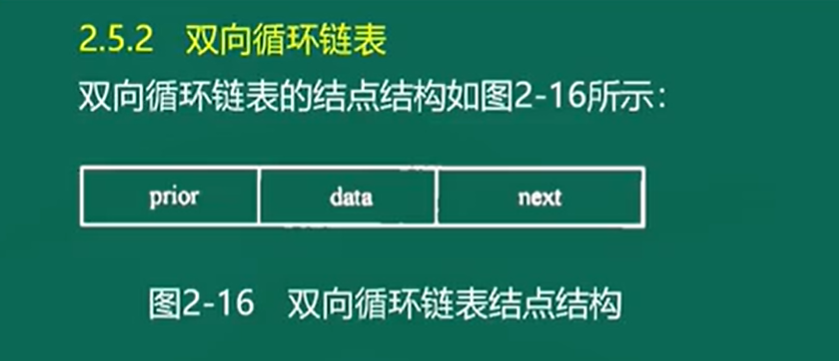 2.5.2 双向循环链表
双向循环链表的结点结构如图2-16所示：
prior data next
图2-16 双向循环链表结点结构